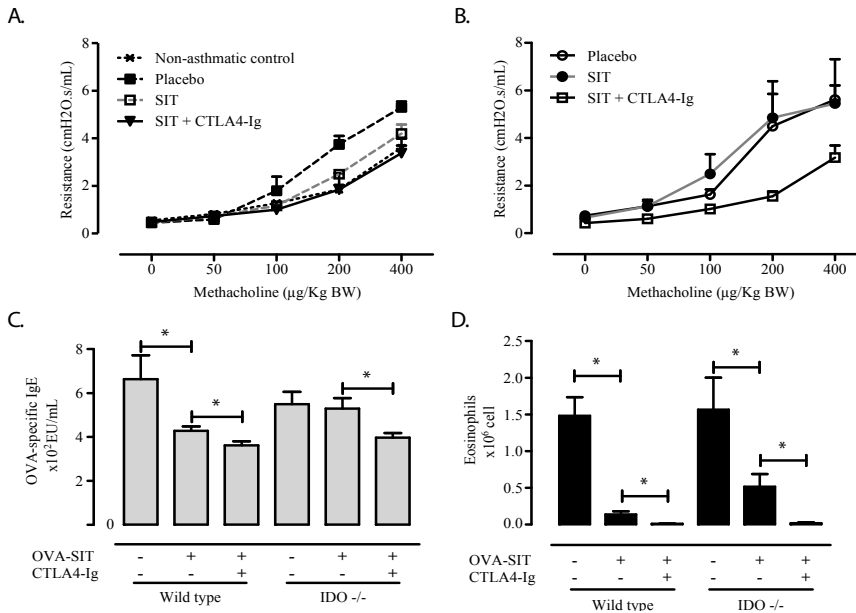 A.
Resistance (cmH2O.s/mL)
8
6
4
2
0
Non-asthmatic control
Placebo
SIT
SIT + CTLA4-Ig
0 50 100 200 400
Methacholine (µg/Kg BW)
B.
Resistance (cmH2O.s/mL)
8
6
4
2
0
Placebo
SIT
SIT + CTLA4-Ig
0 50 100 200 400
Methacholine (µg/Kg BW)
C.
OVA-specific IgE
x10² EU/mL
8
6
4
2
0
* * *
OVA-SIT - + + - + +
CTLA4-Ig - - + - - +
Wild type IDO -/-
D.
Eosinophils
x10⁶ cell
2.5
2.0
1.5
1.0
0.5
0.0
* * * *
OVA-SIT - + + - + +
CTLA4-Ig - - + - - +
Wild type IDO -/-